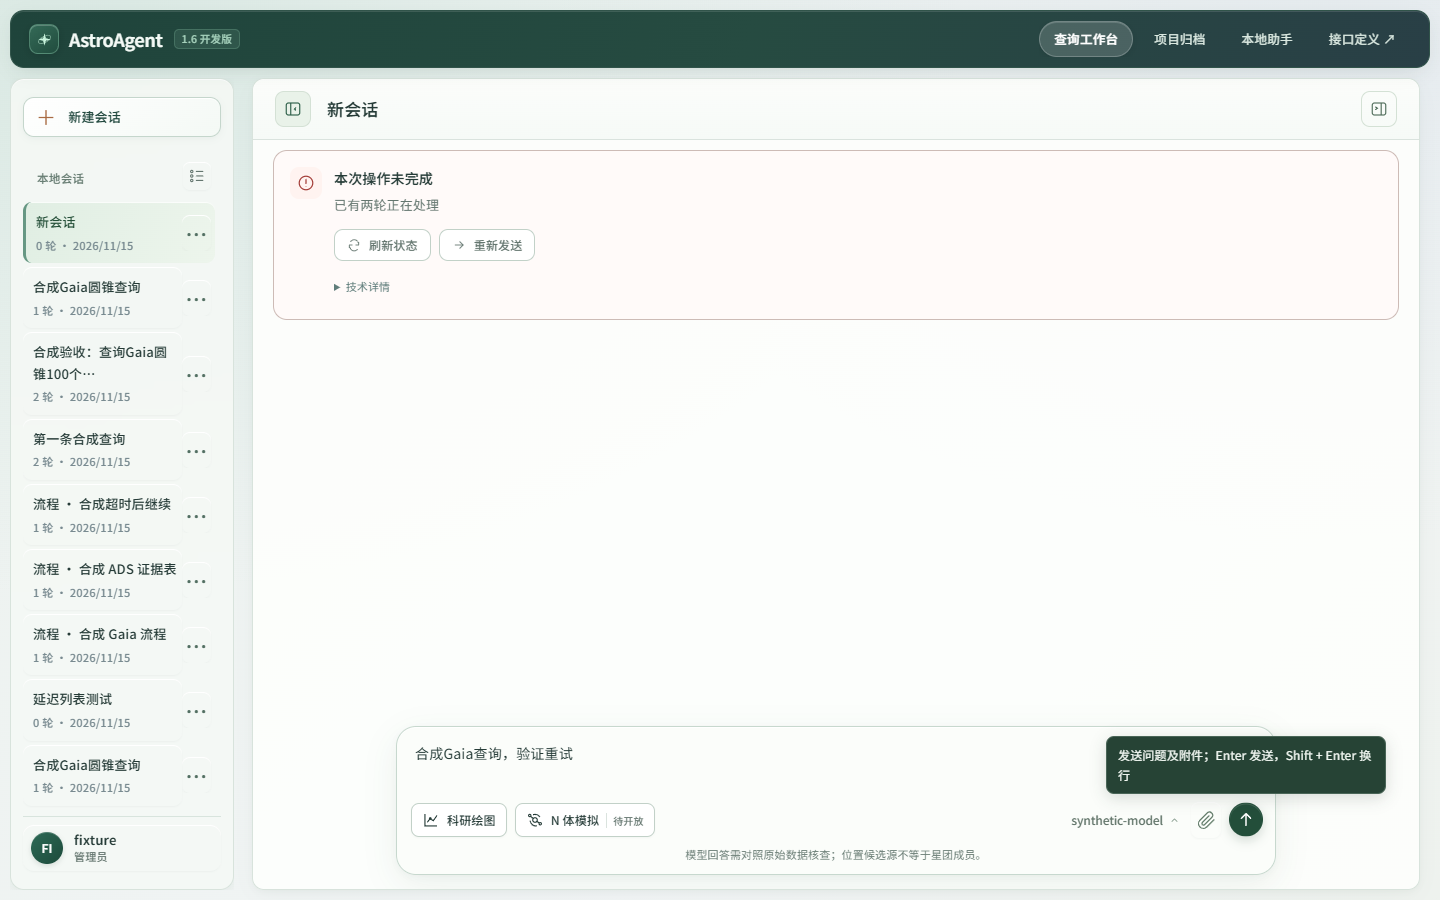 AstroAgent
1.6 开发版
查询工作台
项目归档
本地助手
接口定义 ↗
新建会话
本地会话
新会话
0 轮 · 2026/11/15
合成Gaia圆锥查询
1 轮 · 2026/11/15
合成验收：查询Gaia圆
锥100个…
2 轮 · 2026/11/15
第一条合成查询
2 轮 · 2026/11/15
流程 · 合成超时后继续
1 轮 · 2026/11/15
流程 · 合成 ADS 证据表
1 轮 · 2026/11/15
流程 · 合成 Gaia 流程
1 轮 · 2026/11/15
延迟列表测试
0 轮 · 2026/11/15
合成Gaia圆锥查询
1 轮 · 2026/11/15
FI
fixture
管理员
新会话
本次操作未完成
已有两轮正在处理
刷新状态
重新发送
技术详情
合成Gaia查询，验证重试
发送问题及附件；Enter 发送，Shift + Enter 换
行
科研绘图
N 体模拟
待开放
synthetic-model
模型回答需对照原始数据核查；位置候选源不等于星团成员。